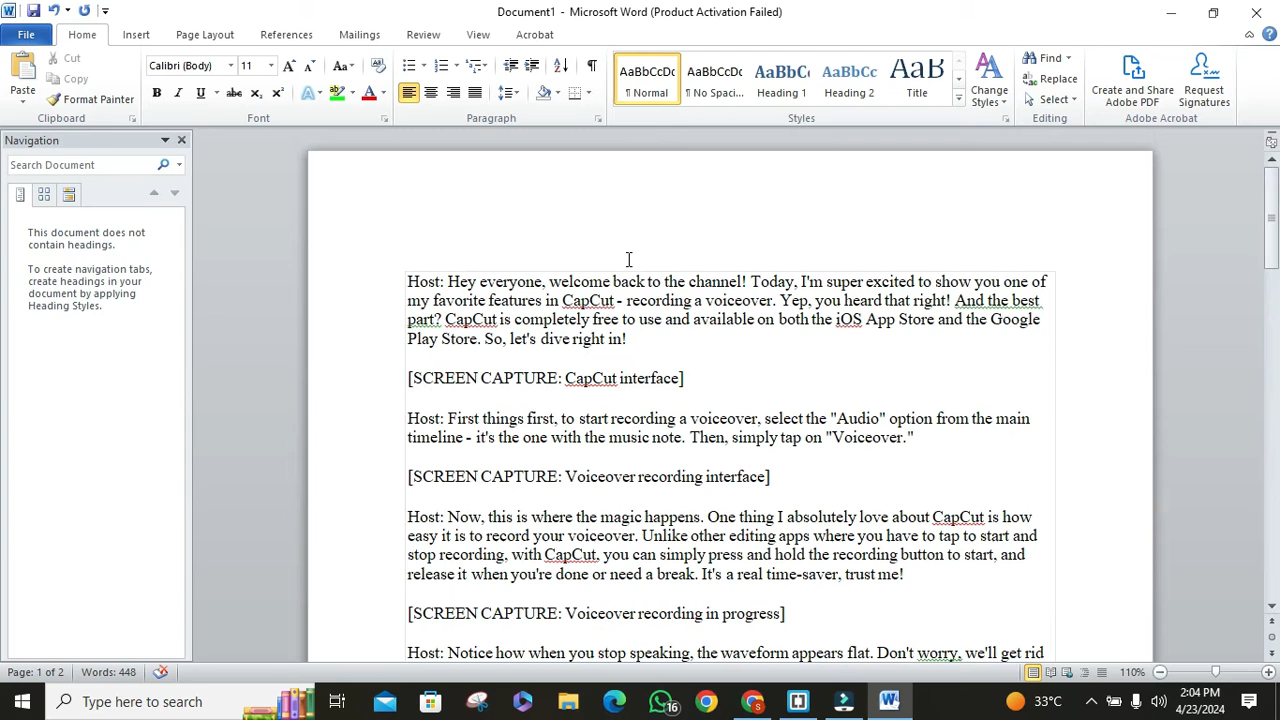 Document1 - Microsoft Word (Product Activation Failed)
File Home Insert Page Layout References Mailings Review View Acrobat
Paste
Cut
Copy
Format Painter
Clipboard
Calibri (Body) 11
Font
Paragraph
AaBbCcDc AaBbCcDc AaBbCc AaBbCc AaB
¶ Normal ¶ No Spaci... Heading 1 Heading 2 Title
Change Styles
Styles
Find
Replace
Select
Editing
Create and Share Adobe PDF
Request Signatures
Adobe Acrobat
Navigation
Search Document
This document does not
contain headings.
To create navigation tabs,
create headings in your
document by applying
Heading Styles.
Host: Hey everyone, welcome back to the channel! Today, I'm super excited to show you one of
my favorite features in CapCut - recording a voiceover. Yep, you heard that right! And the best
part? CapCut is completely free to use and available on both the iOS App Store and the Google
Play Store. So, let's dive right in!
[SCREEN CAPTURE: CapCut interface]
Host: First things first, to start recording a voiceover, select the "Audio" option from the main
timeline - it's the one with the music note. Then, simply tap on "Voiceover."
[SCREEN CAPTURE: Voiceover recording interface]
Host: Now, this is where the magic happens. One thing I absolutely love about CapCut is how
easy it is to record your voiceover. Unlike other editing apps where you have to tap to start and
stop recording, with CapCut, you can simply press and hold the recording button to start, and
release it when you're done or need a break. It's a real time-saver, trust me!
[SCREEN CAPTURE: Voiceover recording in progress]
Host: Notice how when you stop speaking, the waveform appears flat. Don't worry, we'll get rid
Page: 1 of 2 Words: 448 110%
Type here to search 16 33°C 2:04 PM
4/23/2024